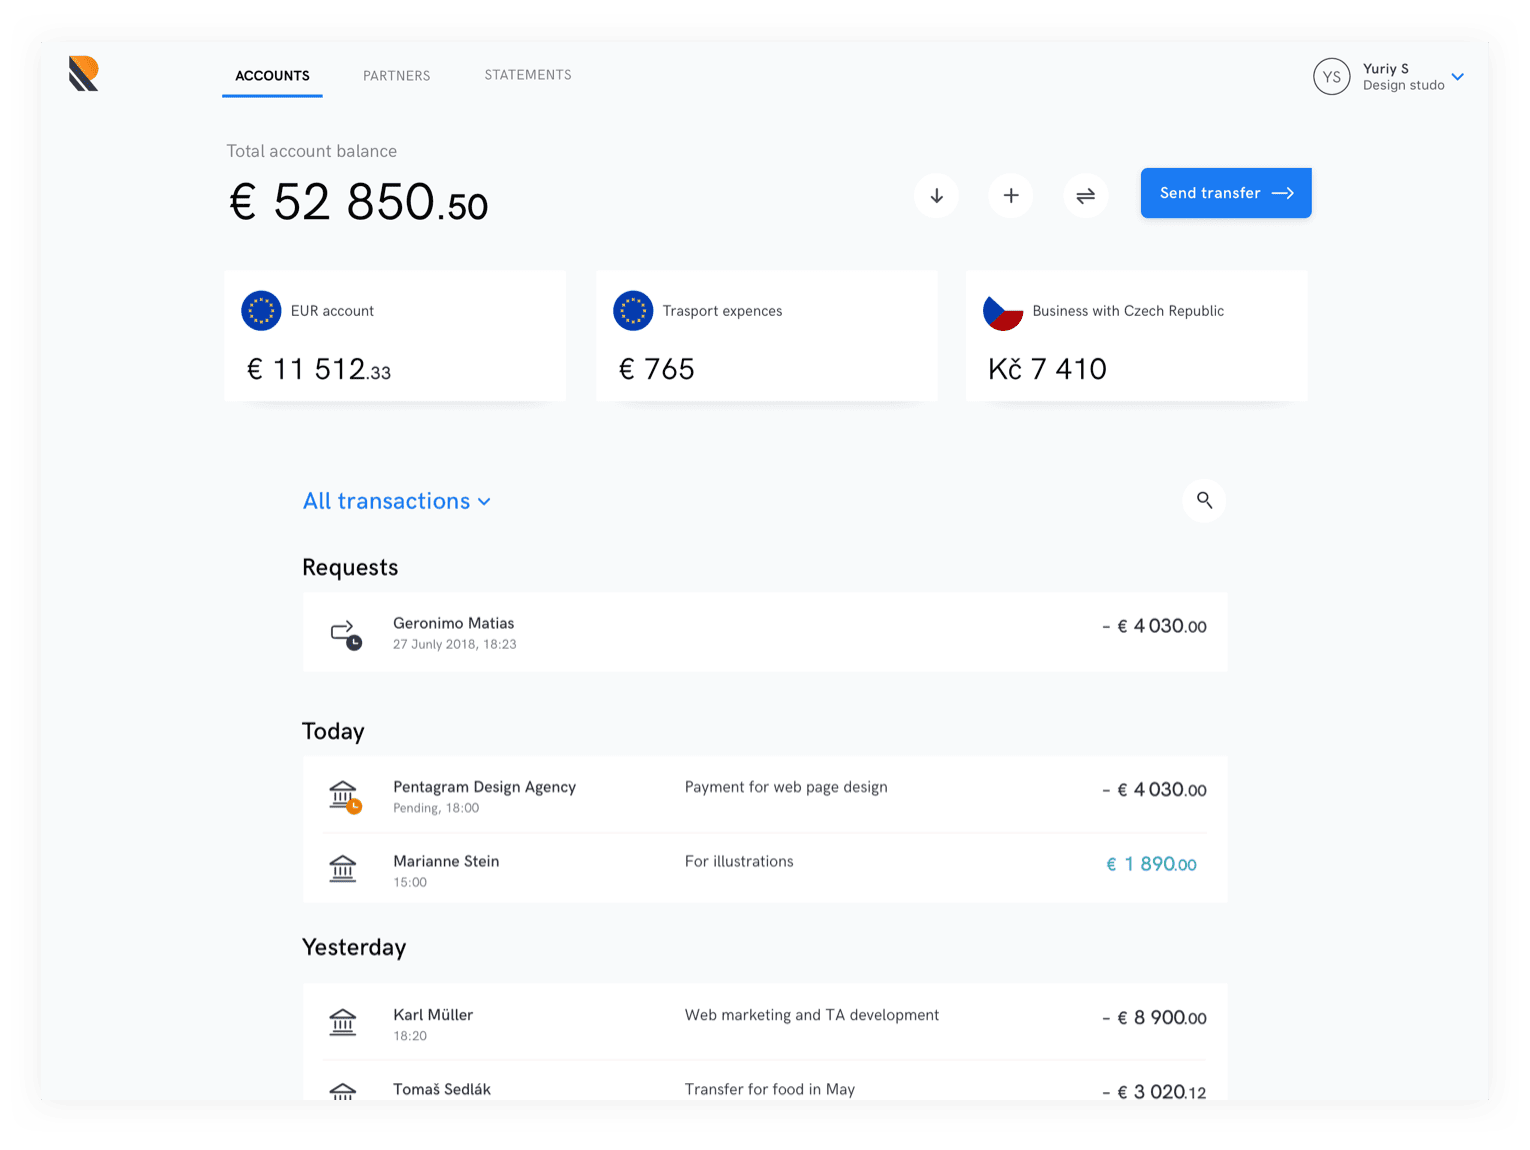 ACCOUNTS PARTNERS STATEMENTS
YS Yuriy S
Design studo
Total account balance
€ 52 850.50
Send transfer
EUR account
€ 11 512.33
Trasport expences
€ 765
Business with Czech Republic
Kč 7 410
All transactions
Requests
Geronimo Matias - € 4 030.00
27 Junly 2018, 18:23
Today
Pentagram Design Agency Payment for web page design - € 4 030.00
Pending, 18:00
Marianne Stein For illustrations € 1 890.00
15:00
Yesterday
Karl Müller Web marketing and TA development - € 8 900.00
18:20
Tomaš Sedlák Transfer for food in May - € 3 020.12